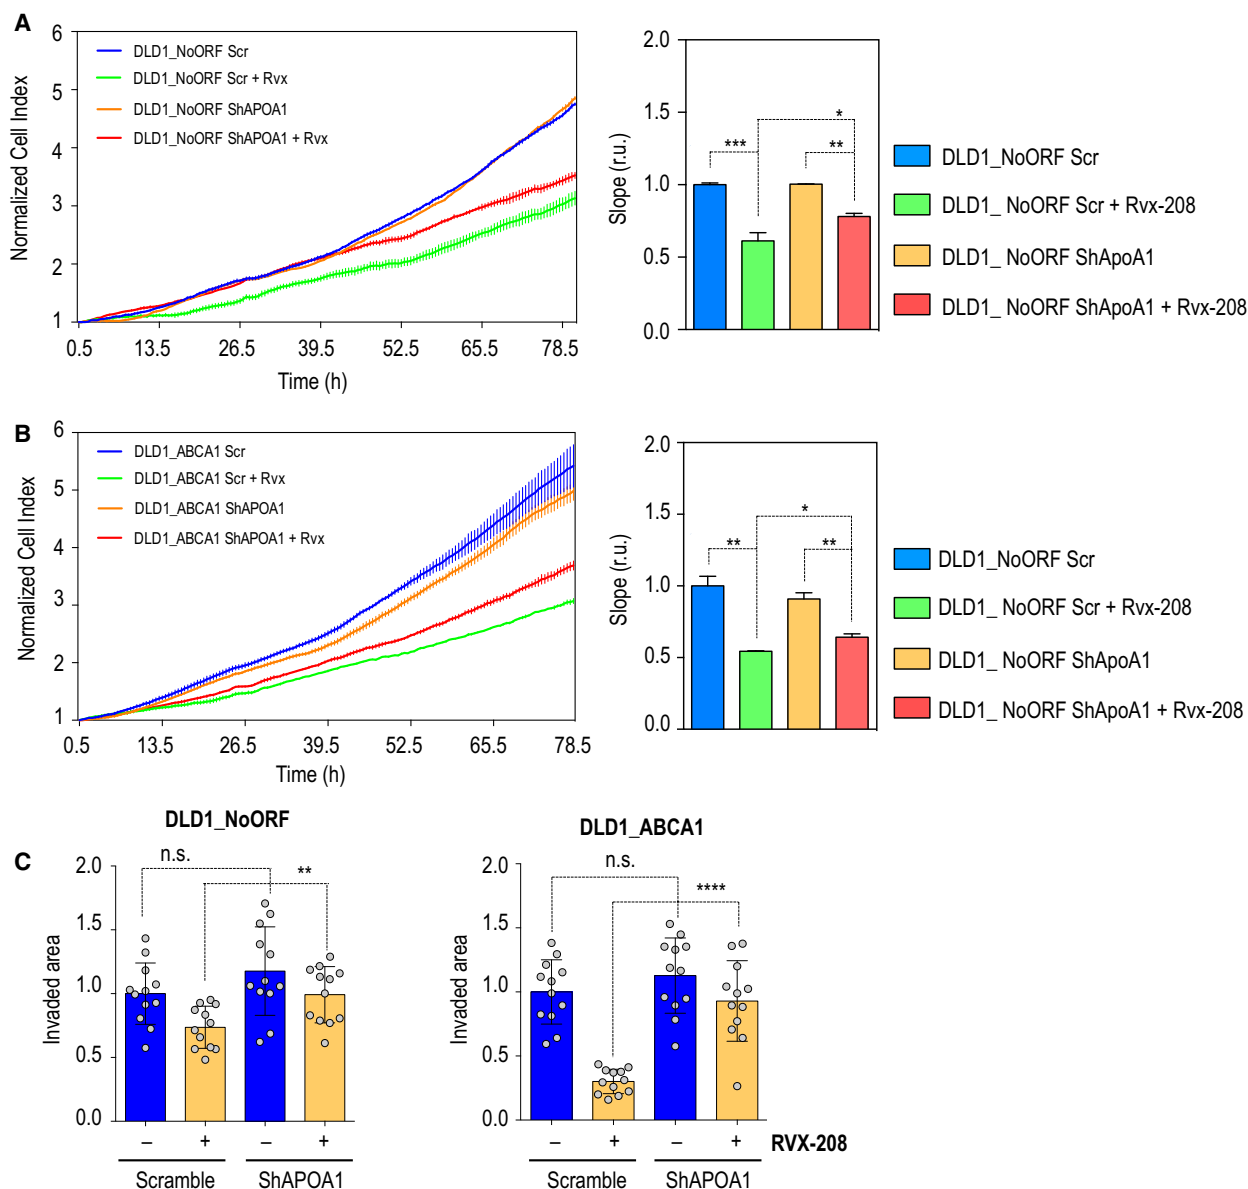 A
Normalized Cell Index
6
5
4
3
2
1
DLD1_NoORF Scr
DLD1_NoORF Scr + Rvx
DLD1_NoORF ShAPOA1
DLD1_NoORF ShAPOA1 + Rvx
0.5 13.5 26.5 39.5 52.5 65.5 78.5
Time (h)
Slope (r.u.)
2.0
1.5
1.0
0.5
0.0
*
*** **
DLD1_NoORF Scr
DLD1_ NoORF Scr + Rvx-208
DLD1_ NoORF ShApoA1
DLD1_ NoORF ShApoA1 + Rvx-208
B
Normalized Cell Index
6
5
4
3
2
1
DLD1_ABCA1 Scr
DLD1_ABCA1 Scr + Rvx
DLD1_ABCA1 ShAPOA1
DLD1_ABCA1 ShAPOA1 + Rvx
0.5 13.5 26.5 39.5 52.5 65.5 78.5
Time (h)
Slope (r.u.)
2.0
1.5
1.0
0.5
0.0
*
** **
DLD1_NoORF Scr
DLD1_ NoORF Scr + Rvx-208
DLD1_ NoORF ShApoA1
DLD1_ NoORF ShApoA1 + Rvx-208
C
DLD1_NoORF
Invaded area
2.0
1.5
1.0
0.5
0.0
n.s.
**
– + – +
Scramble ShAPOA1
DLD1_ABCA1
Invaded area
2.0
1.5
1.0
0.5
0.0
n.s.
****
– + – + RVX-208
Scramble ShAPOA1